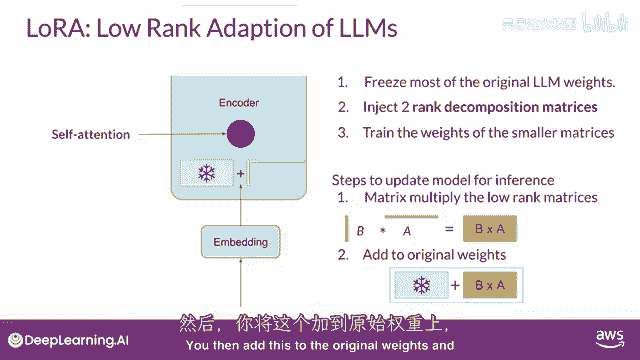 LoRA: Low Rank Adaption of LLMs
bilibili
Encoder
Self-attention
+
Embedding
1. Freeze most of the original LLM weights.
2. Inject 2 rank decomposition matrices
3. Train the weights of the smaller matrices
Steps to update model for inference
1. Matrix multiply the low rank matrices
B * A = B x A
2. Add to original weights
+ B x A
然后，你将这个加到原始权重上，
You then add this to the original weights and
DeepLearning.AI
aws